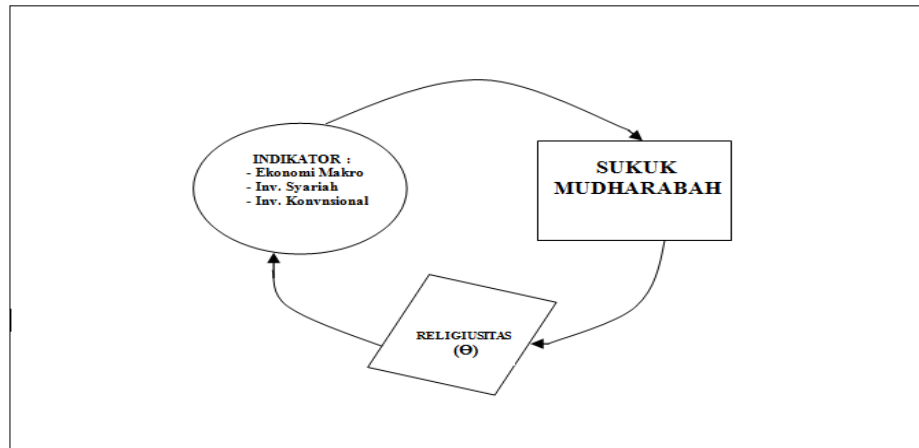 INDIKATOR :
- Ekonomi Makro
- Inv. Syariah
- Inv. Konvnsional
SUKUK
MUDHARABAH
RELIGIUSITAS
(Ɵ)